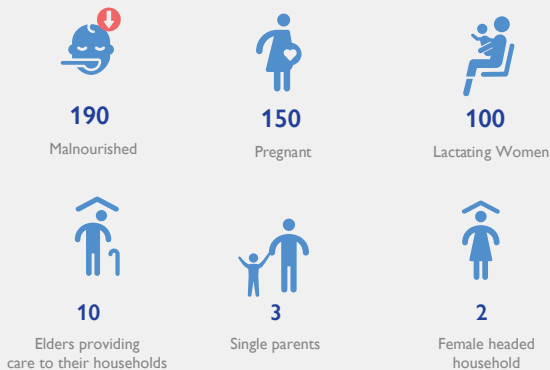 190
Malnourished
150
Pregnant
100
Lactating Women
10
Elders providing
care to their households
3
Single parents
2
Female headed
household